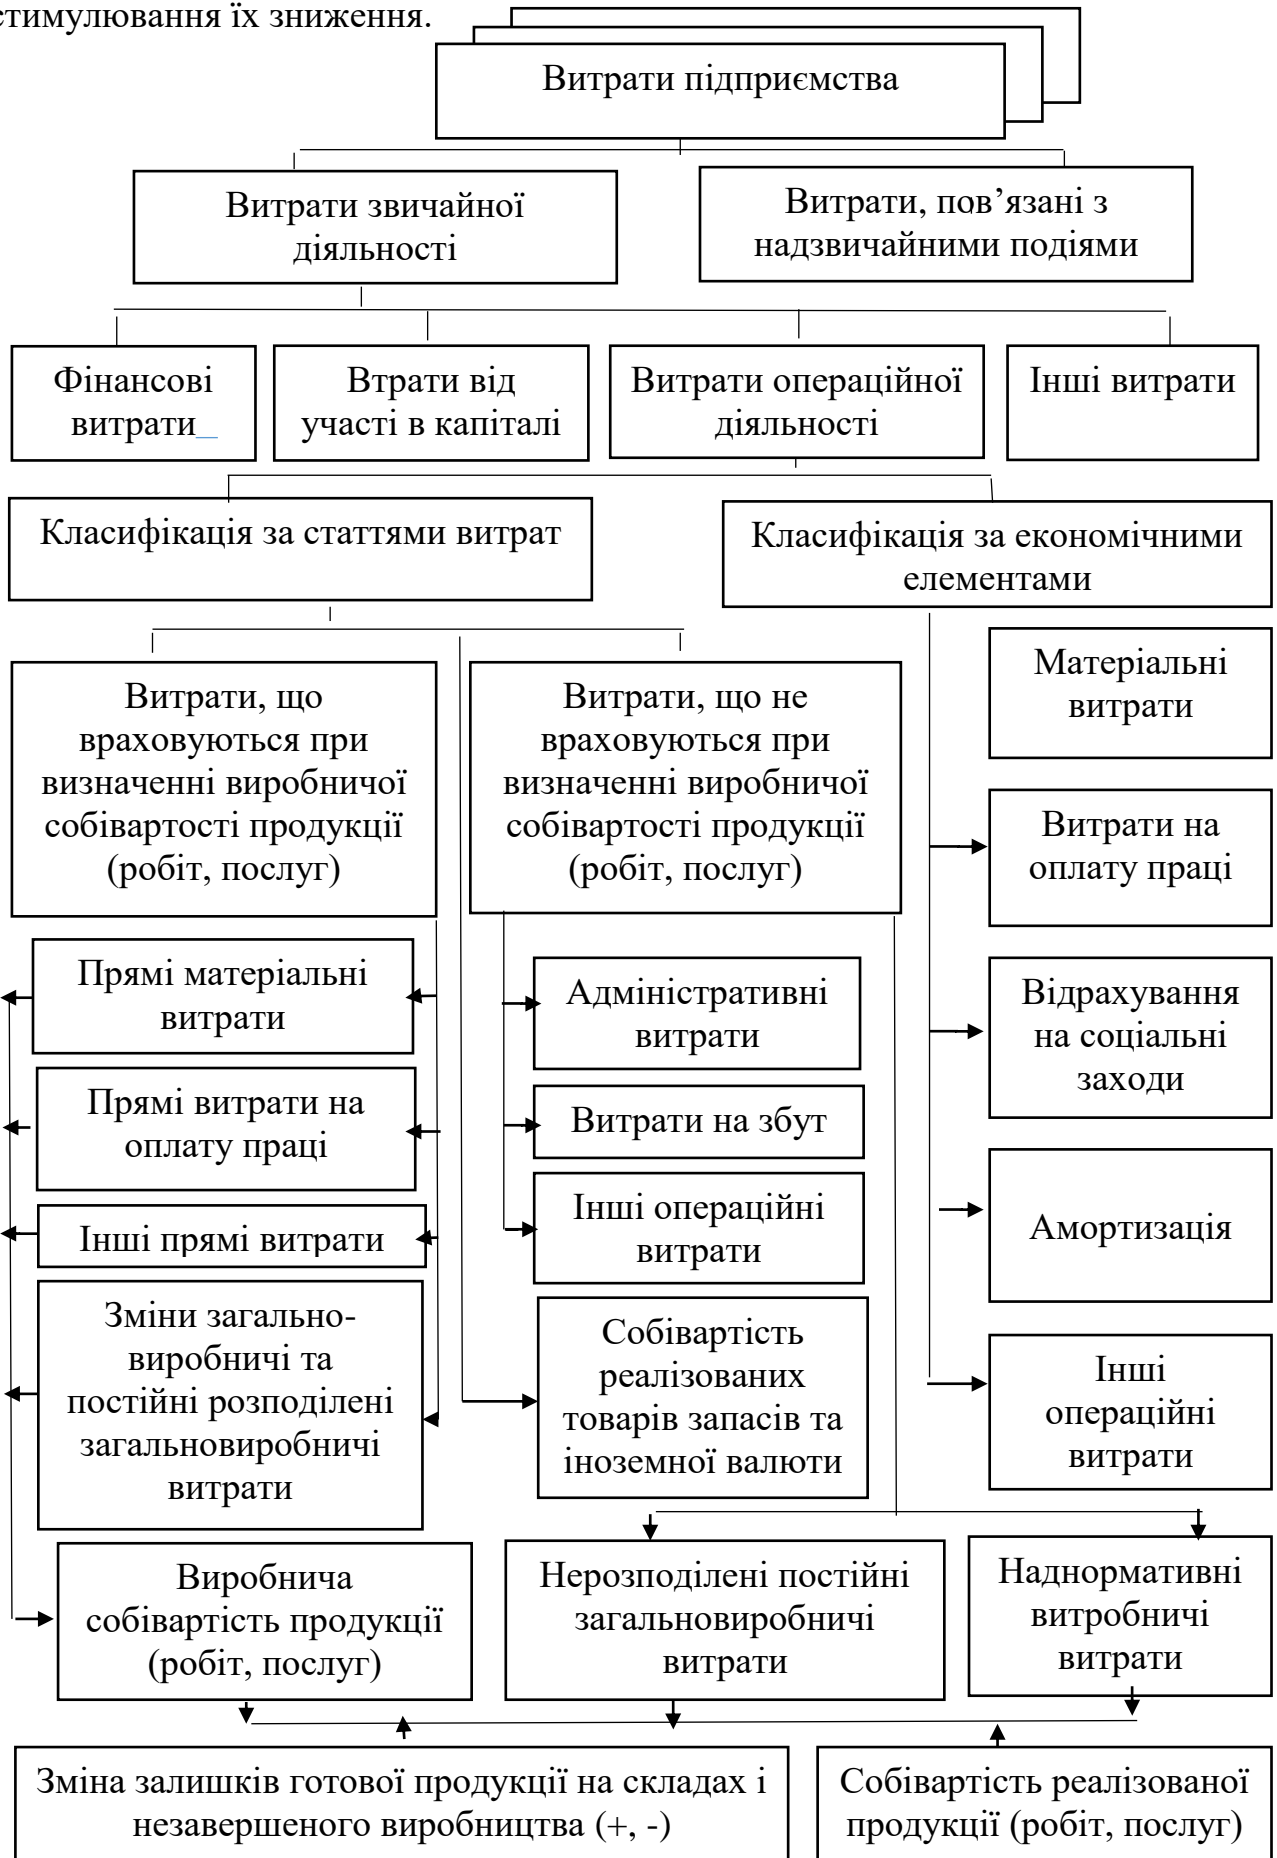 стимулювання їх зниження.
Витрати підприємства
Витрати звичайної
діяльності
Витрати, пов’язані з
надзвичайними подіями
Фінансові
витрати_
Втрати від
участі в капіталі
Витрати операційної
діяльності
Інші витрати
Класифікація за статтями витрат
Класифікація за економічними
елементами
Витрати, що
враховуються при
визначенні виробничої
собівартості продукції
(робіт, послуг)
Витрати, що не
враховуються при
визначенні виробничої
собівартості продукції
(робіт, послуг)
Матеріальні
витрати
Витрати на
оплату праці
Відрахування
на соціальні
заходи
Амортизація
Інші
операційні
витрати
Прямі матеріальні
витрати
Прямі витрати на
оплату праці
Інші прямі витрати
Зміни загально-
виробничі та
постійні розподілені
загальновиробничі
витрати
Адміністративні
витрати
Витрати на збут
Інші операційні
витрати
Собівартість
реалізованих
товарів запасів та
іноземної валюти
Виробнича
собівартість продукції
(робіт, послуг)
Нерозподілені постійні
загальновиробничі
витрати
Наднормативні
витробничі
витрати
Зміна залишків готової продукції на складах і
незавершеного виробництва (+, -)
Собівартість реалізованої
продукції (робіт, послуг)